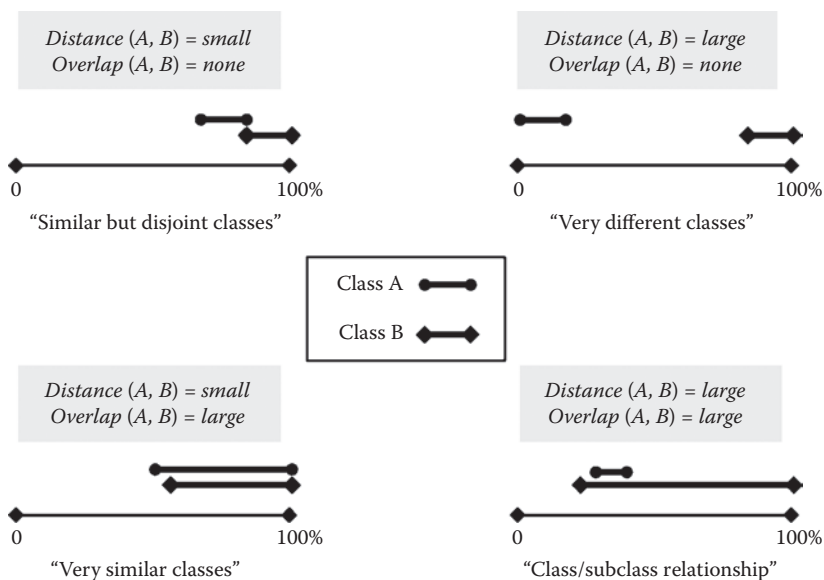 Distance (A, B) = small
Overlap (A, B) = none
0
100%
“Similar but disjoint classes”
Distance (A, B) = large
Overlap (A, B) = none
0
100%
“Very different classes”
Class A
Class B
Distance (A, B) = small
Overlap (A, B) = large
0
100%
“Very similar classes”
Distance (A, B) = large
Overlap (A, B) = large
0
100%
“Class/subclass relationship”